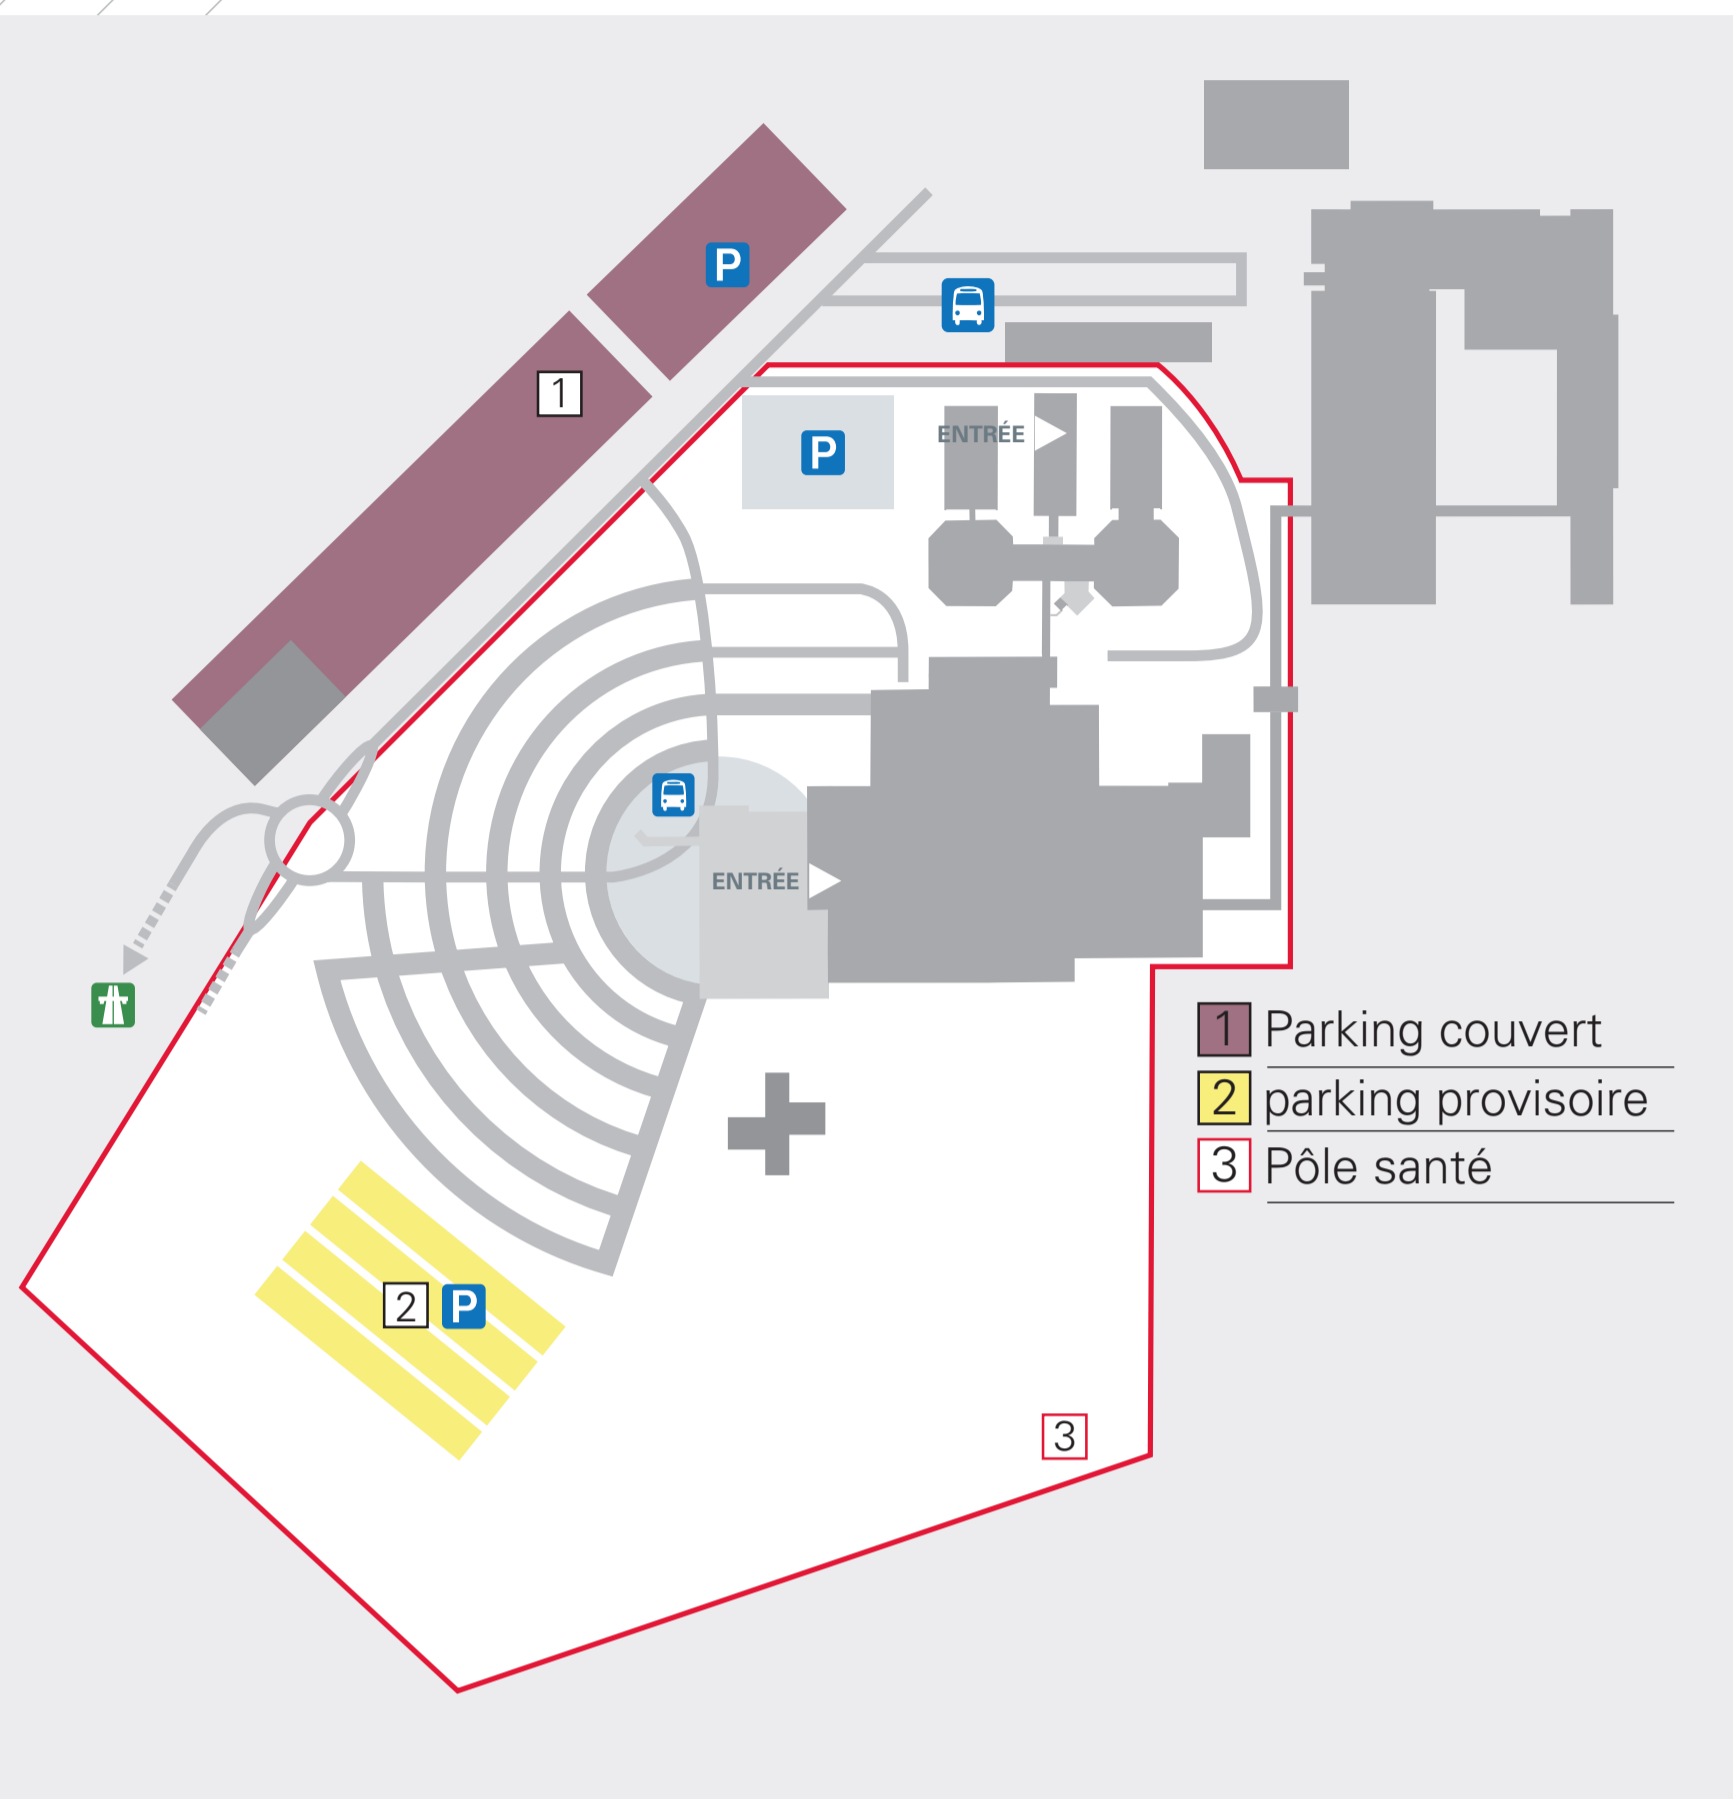 P
1
P
ENTRÉE
ENTRÉE
1 Parking couvert
2 parking provisoire
3 Pôle santé
2 P
3